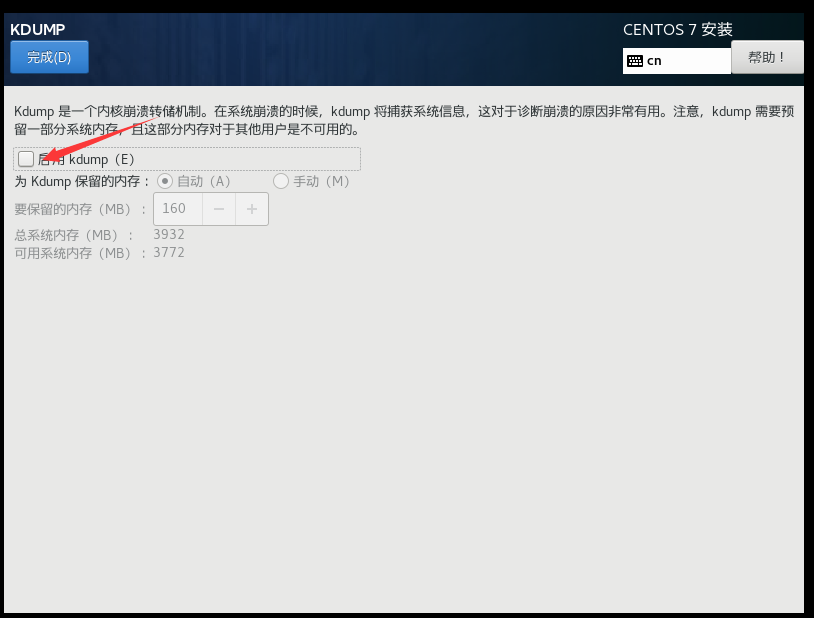 KDUMP
CENTOS 7 安装
完成(D)
cn
帮助！
Kdump 是一个内核崩溃转储机制。在系统崩溃的时候，kdump 将捕获系统信息，这对于诊断崩溃的原因非常有用。注意，kdump 需要预
留一部分系统内存，且这部分内存对于其他用户是不可用的。
启用 kdump（E）
为 Kdump 保留的内存： 自动（A） 手动（M）
要保留的内存（MB）： 160 − +
总系统内存（MB）： 3932
可用系统内存（MB）： 3772